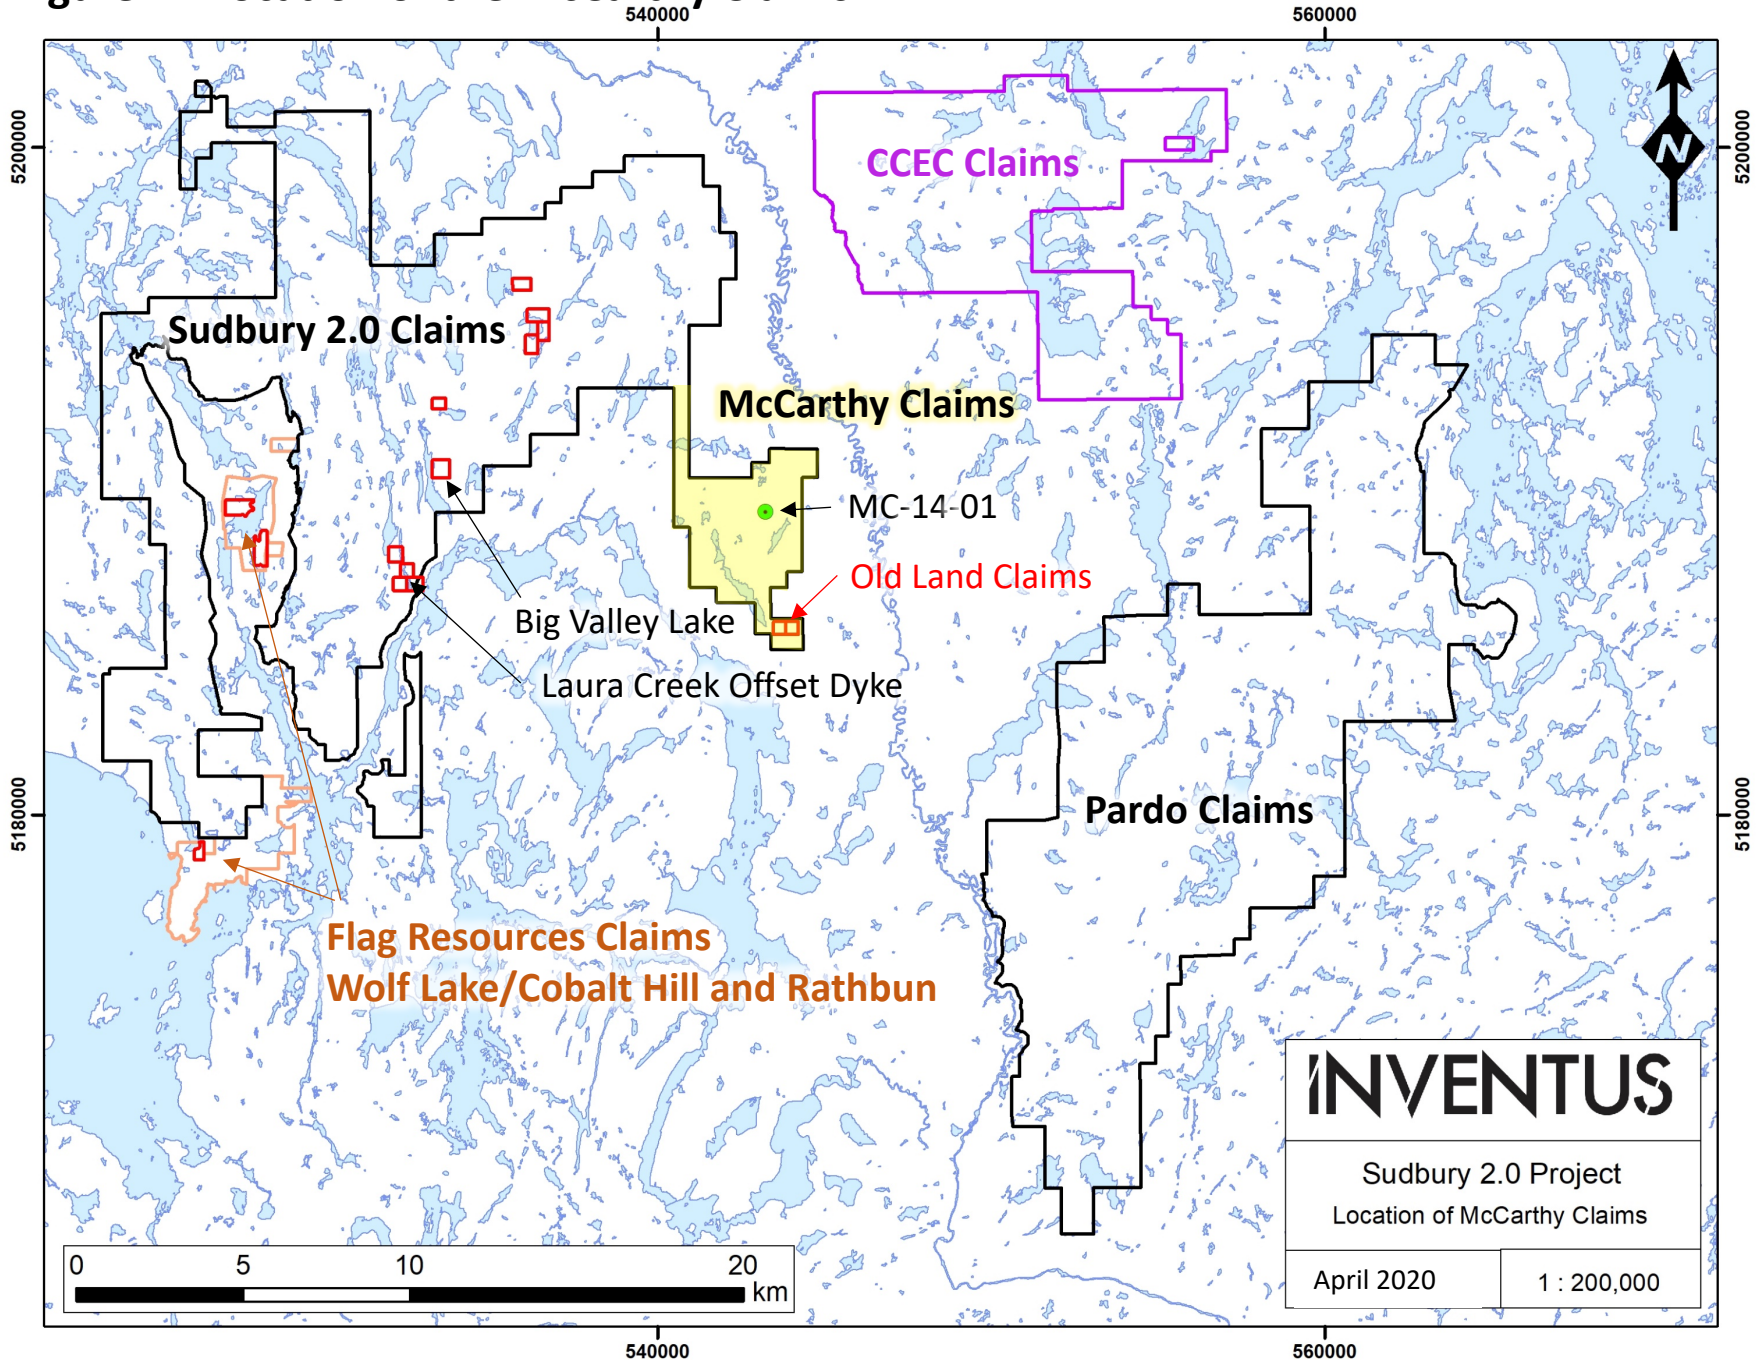 540000
560000
5200000
5200000
CCEC Claims
Sudbury 2.0 Claims
McCarthy Claims
MC-14-01
Old Land Claims
Big Valley Lake
Laura Creek Offset Dyke
5180000
5180000
Pardo Claims
Flag Resources Claims
Wolf Lake/Cobalt Hill and Rathbun
N
INVENTUS
Sudbury 2.0 Project
Location of McCarthy Claims
April 2020
1 : 200,000
0 5 10 20
km
540000
560000